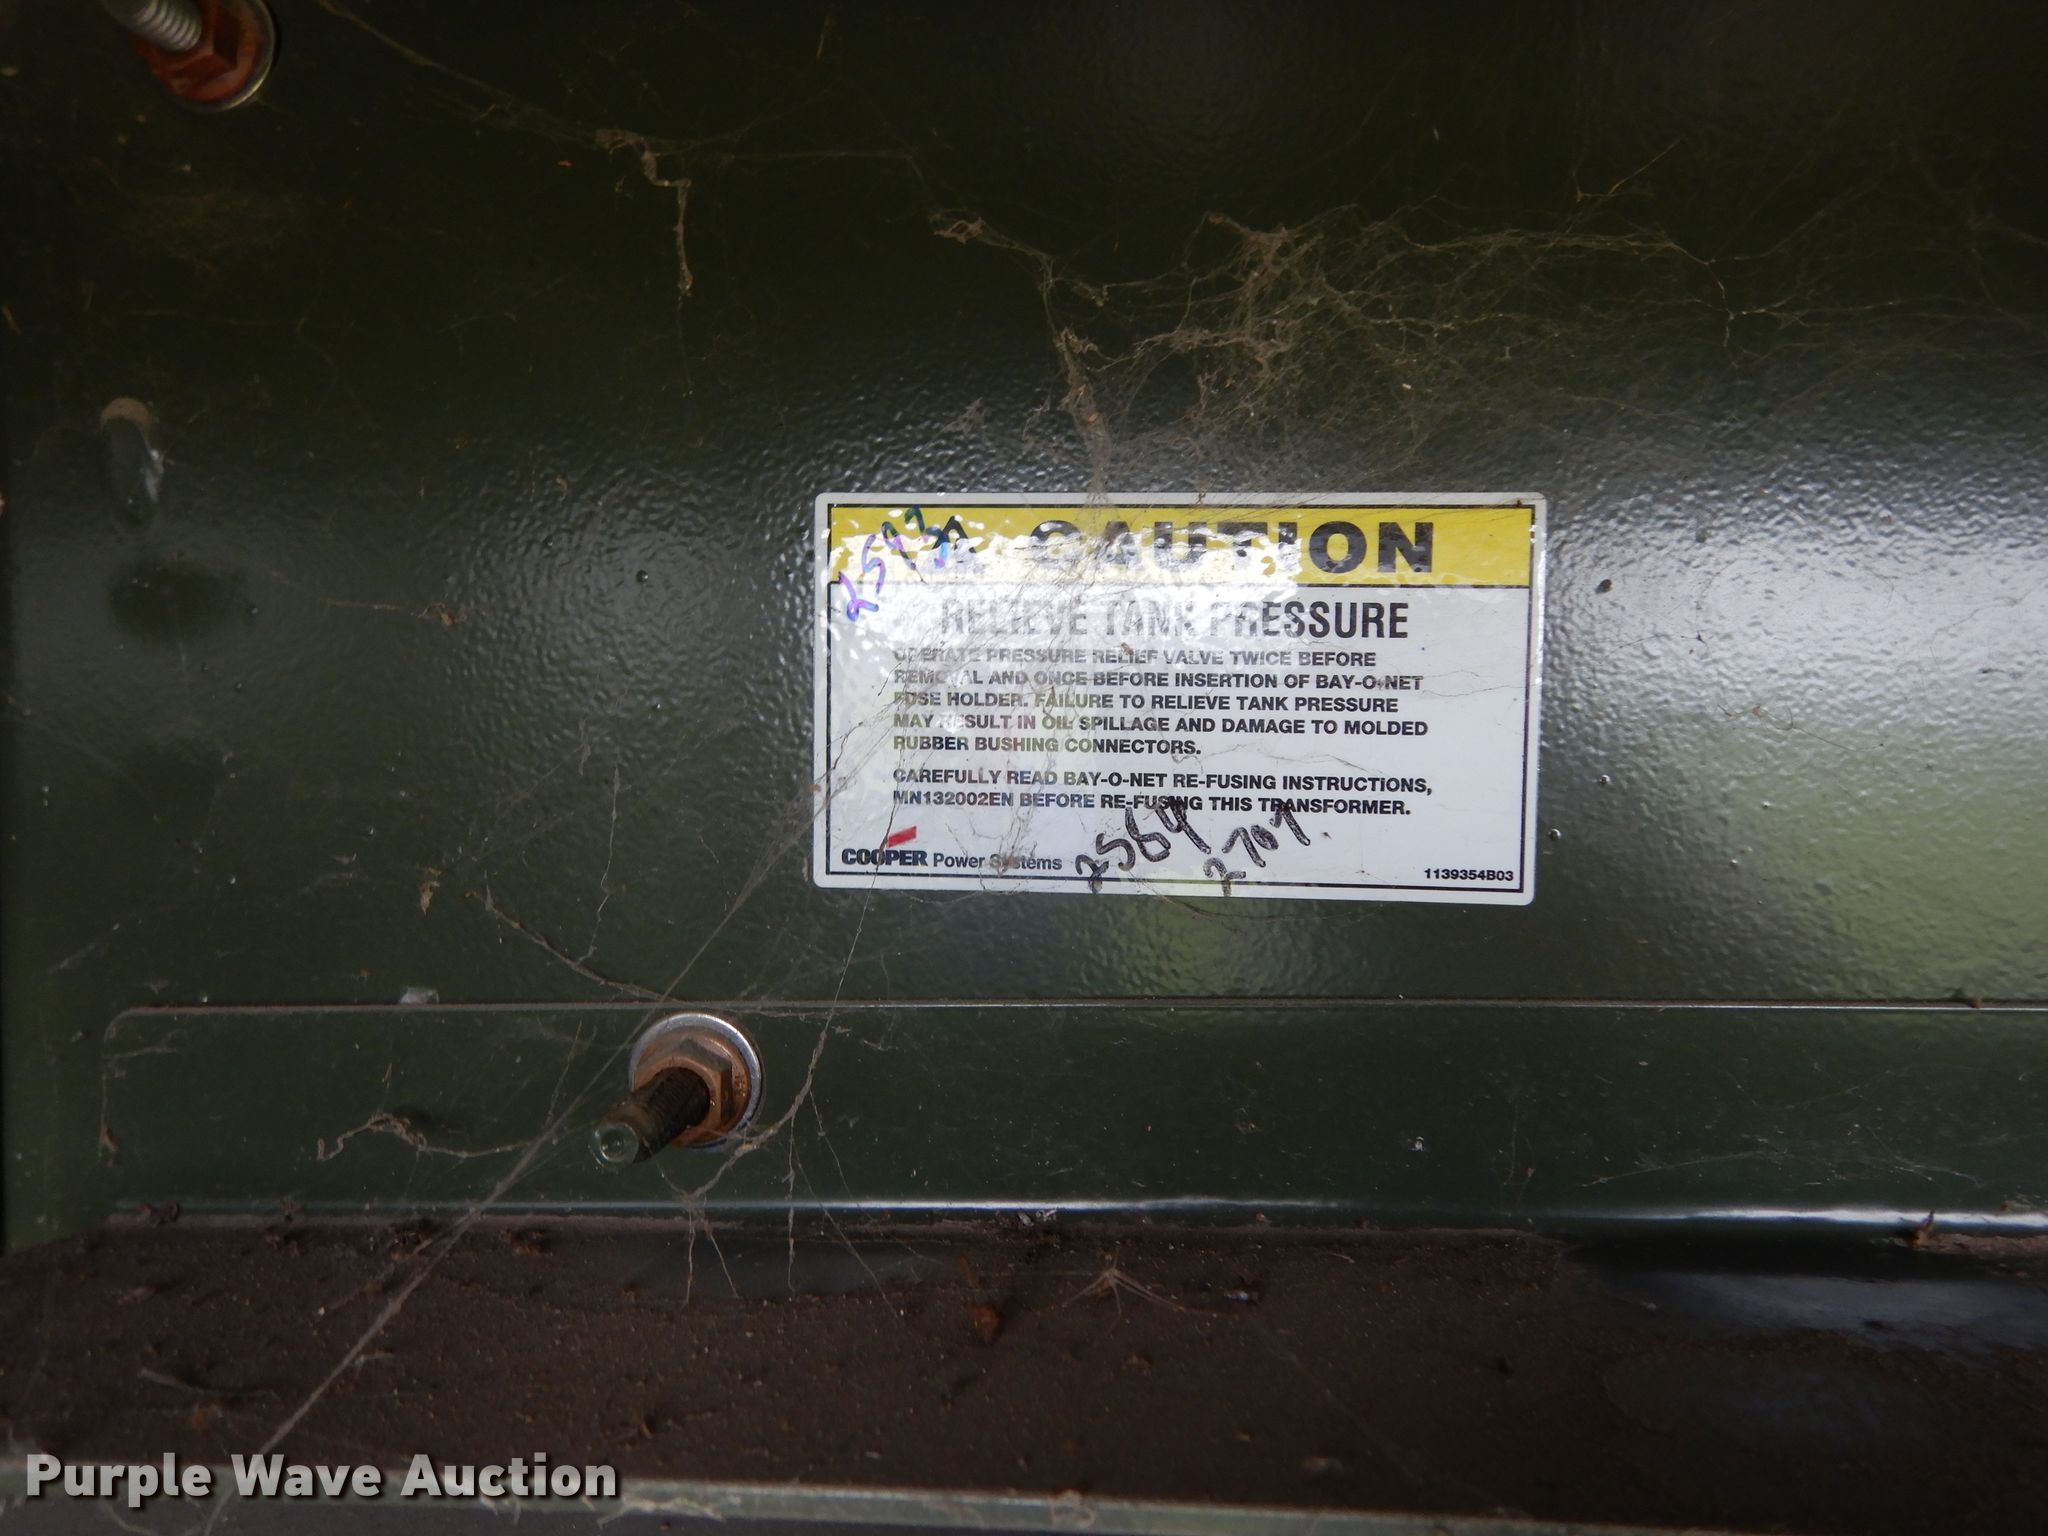 CAUTION
RELIEVE TANK PRESSURE
OPERATE PRESSURE RELIEF VALVE TWICE BEFORE
REMOVAL AND ONCE BEFORE INSERTION OF BAY-O-NET
FUSE HOLDER. FAILURE TO RELIEVE TANK PRESSURE
MAY RESULT IN OIL SPILLAGE AND DAMAGE TO MOLDED
RUBBER BUSHING CONNECTORS.
CAREFULLY READ BAY-O-NET RE-FUSING INSTRUCTIONS,
MN132002EN BEFORE RE-FUSING THIS TRANSFORMER.
COOPER Power Systems
1139354B03
Purple Wave Auction